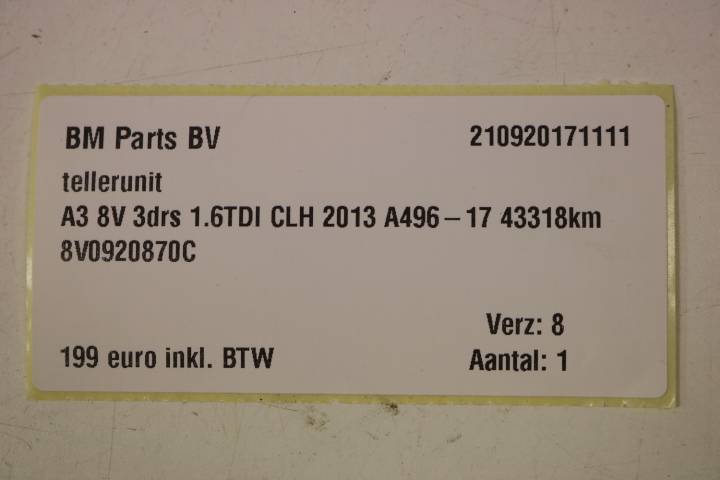 BM Parts BV 210920171111
tellerunit
A3 8V 3drs 1.6TDI CLH 2013 A496-17 43318km
8V0920870C
Verz: 8
199 euro inkl. BTW Aantal: 1